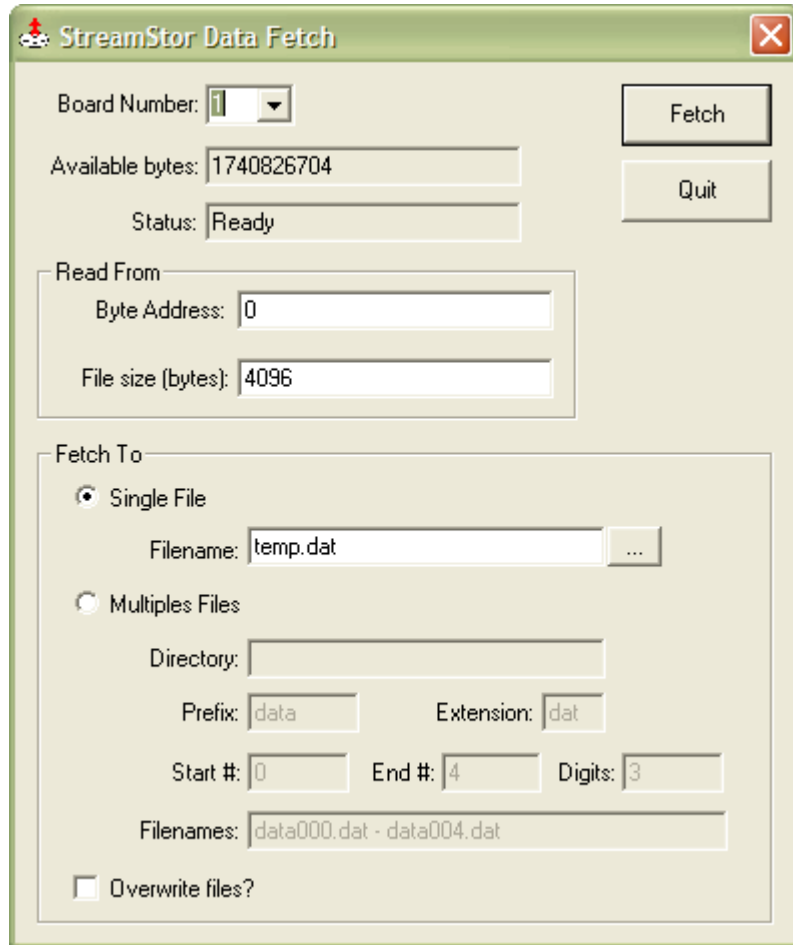 StreamStor Data Fetch
Board Number: 1
Fetch
Available bytes: 1740826704
Quit
Status: Ready
Read From
Byte Address: 0
File size (bytes): 4096
Fetch To
Single File
Filename: temp.dat ...
Multiples Files
Directory:
Prefix: data Extension: dat
Start #: 0 End #: 4 Digits: 3
Filenames: data000.dat - data004.dat
Overwrite files?